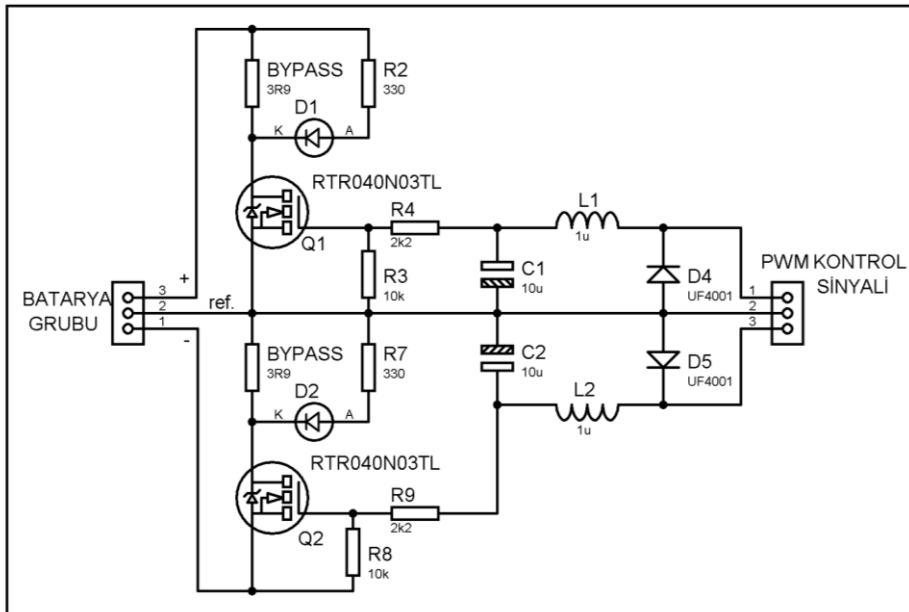 BYPASS
3R9
R2
330
D1
K
A
RTR040N03TL
Q1
R4
2k2
R3
10k
L1
1u
C1
10u
D4
UF4001
PWM KONTROL
SİNYALİ
1
2
3
BATARYA
GRUBU
3
2
1
+
ref.
-
BYPASS
3R9
R7
330
D2
K
A
C2
10u
D5
UF4001
L2
1u
RTR040N03TL
Q2
R9
2k2
R8
10k